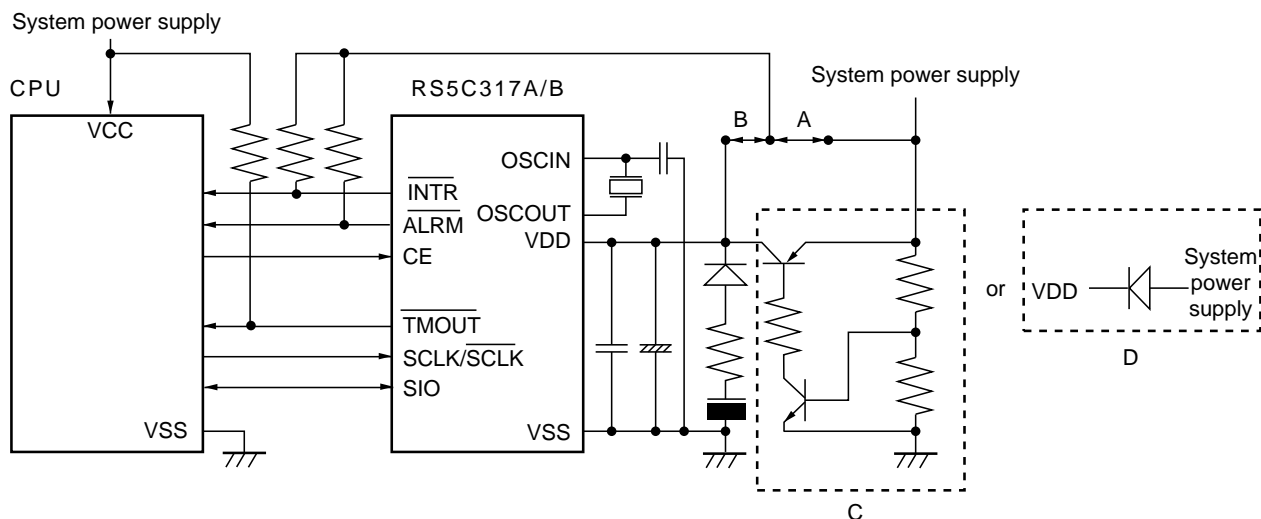 System power supply
CPU
RS5C317A/B
System power supply
B
A
VCC
OSCIN
INTR
OSCOUT
ALRM
VDD
CE
TMOUT
SCLK/SCLK
SIO
VSS
VSS
or
VDD
System
power
supply
D
C